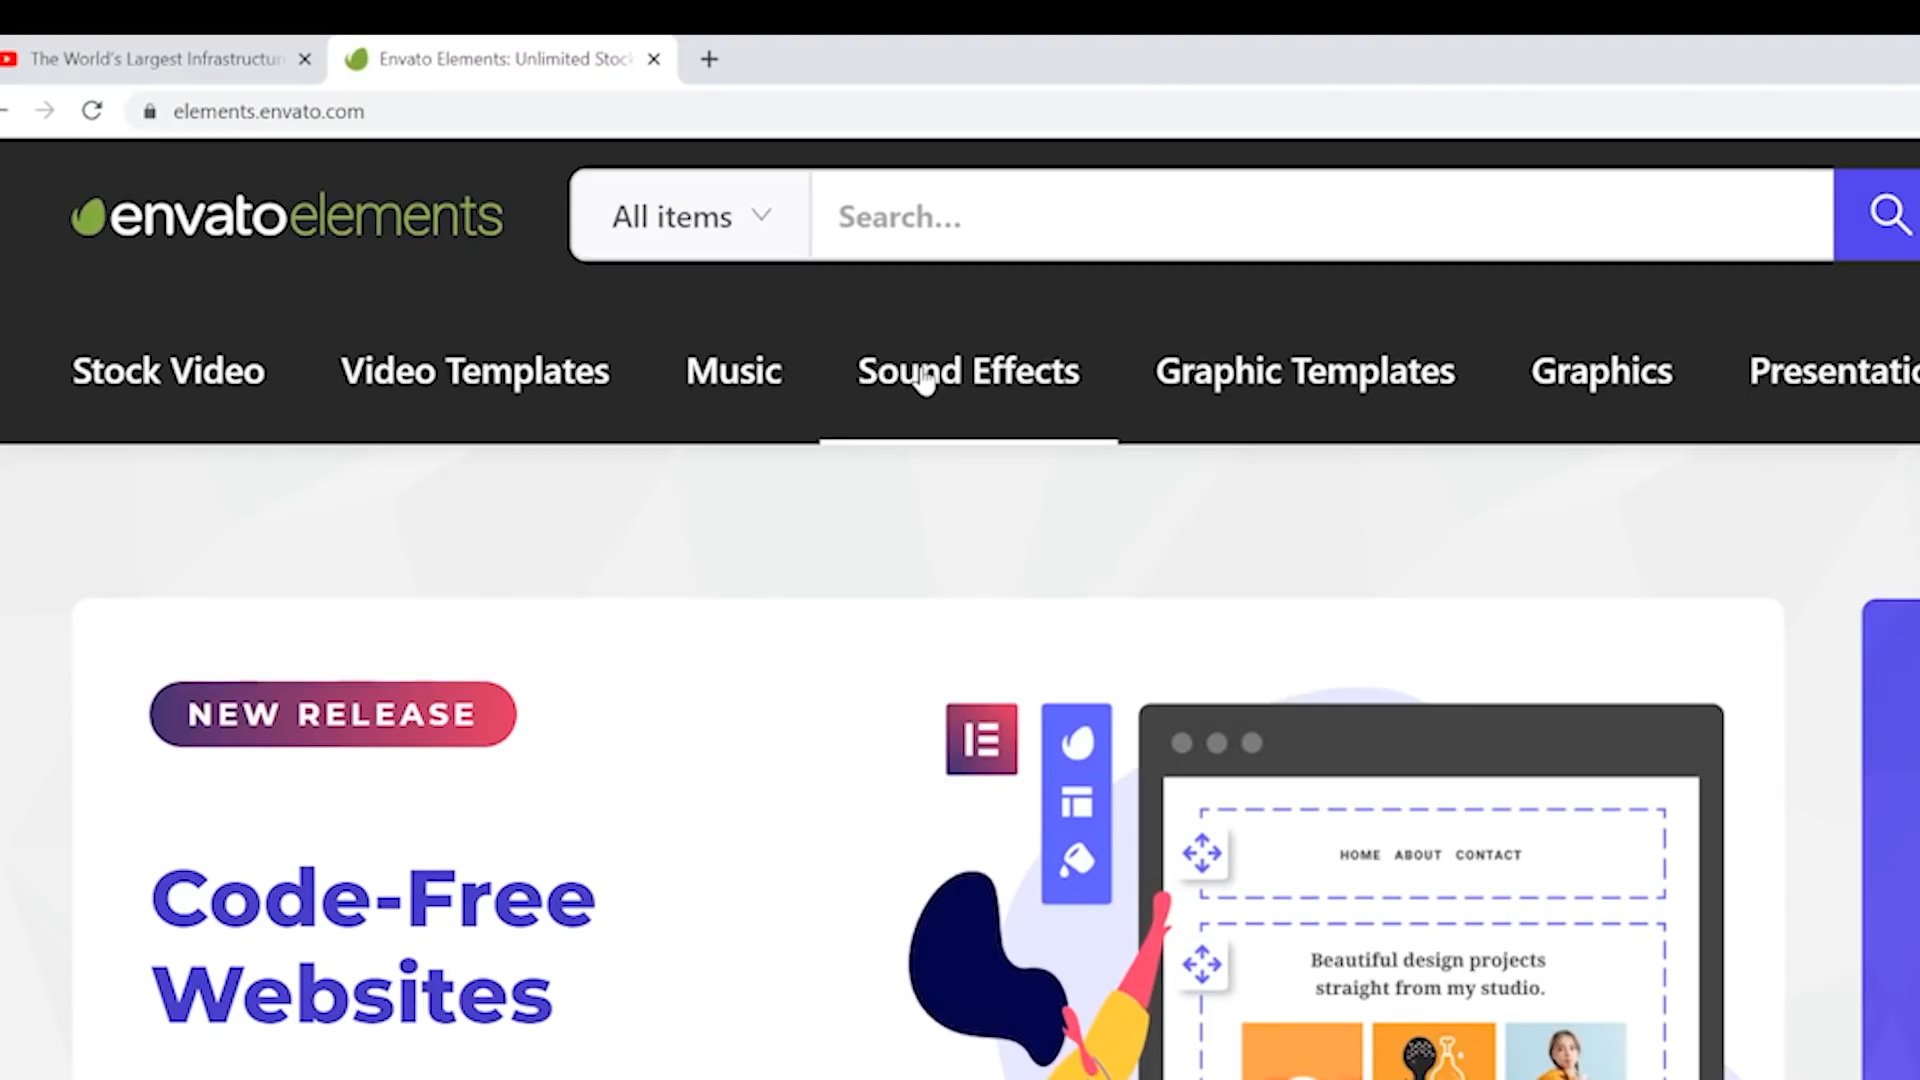 The World's Largest Infrastructur
Envato Elements: Unlimited Stoc
elements.envato.com
envatoelements
All items
Search...
Stock Video
Video Templates
Music
Sound Effects
Graphic Templates
Graphics
Presentatio
NEW RELEASE
Code-Free
Websites
HOME ABOUT CONTACT
Beautiful design projects
straight from my studio.